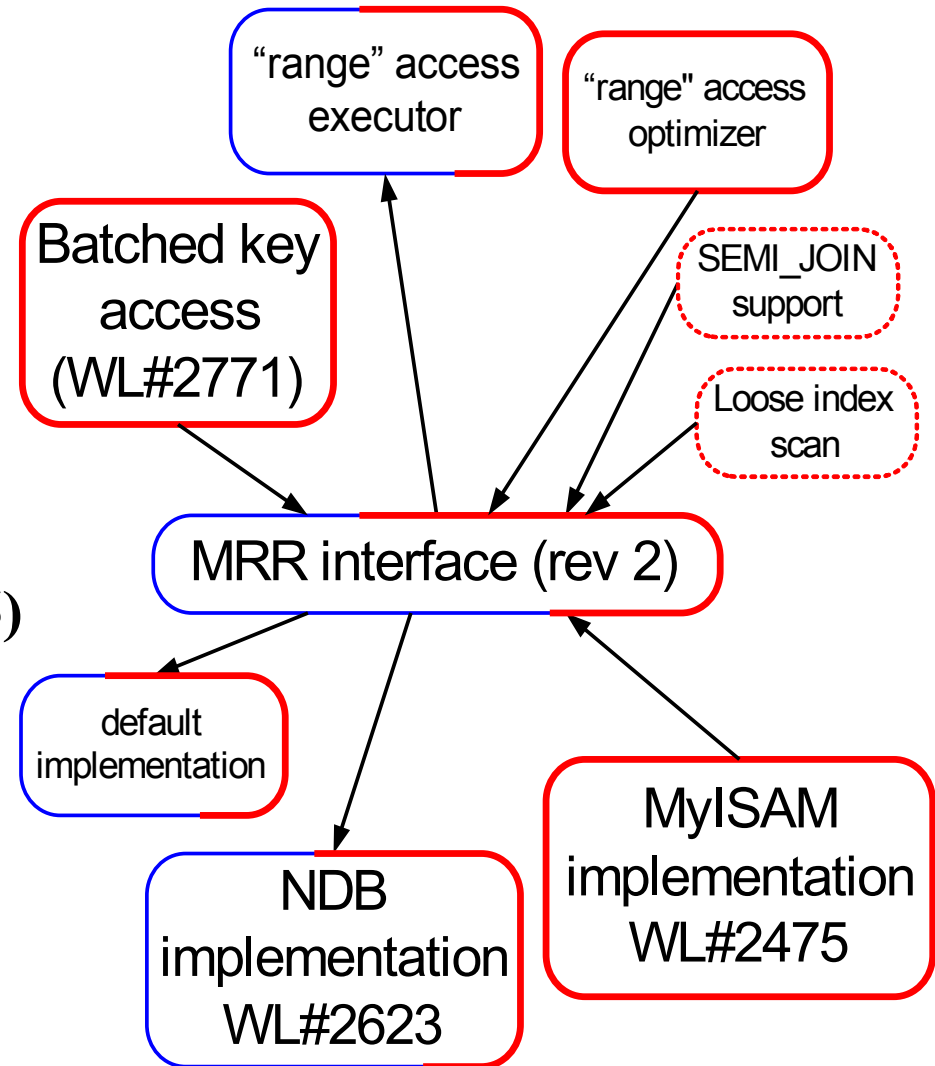 “range” access
executor
“range" access
optimizer
Batched key
access
(WL#2771)
SEMI_JOIN
support
Loose index
scan
MRR interface (rev 2)
)
default
implementation
MyISAM
implementation
WL#2475
NDB
implementation
WL#2623